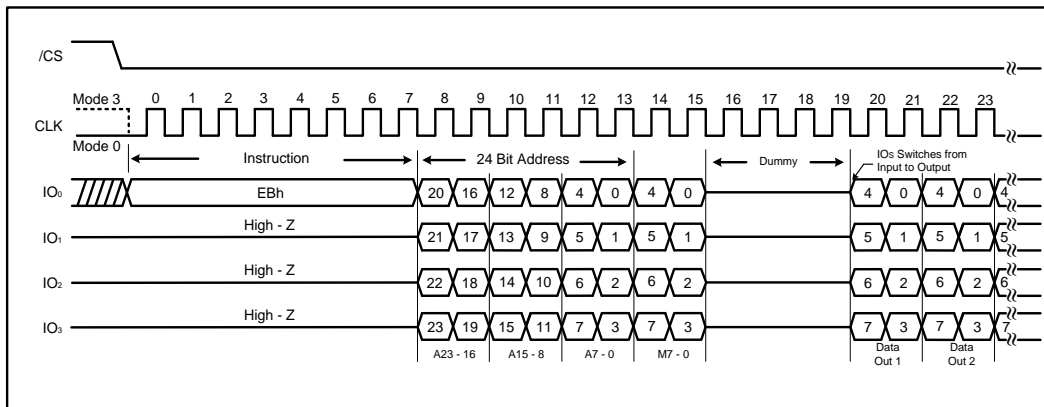 /CS
Mode 3 0 1 2 3 4 5 6 7 8 9 10 11 12 13 14 15 16 17 18 19 20 21 22 23
CLK
Mode 0
Instruction 24 Bit Address Dummy IOs Switches from
Input to Output
IO0 EBh 20 16 12 8 4 0 4 0 4 0 4 0 4
High - Z
IO1 21 17 13 9 5 1 5 1 5 1 5 1 5
High - Z
IO2 22 18 14 10 6 2 6 2 6 2 6 2 6
High - Z
IO3 23 19 15 11 7 3 7 3 7 3 7 3 7
A23 - 16 A15 - 8 A7 - 0 M7 - 0 Data Data
Out 1 Out 2